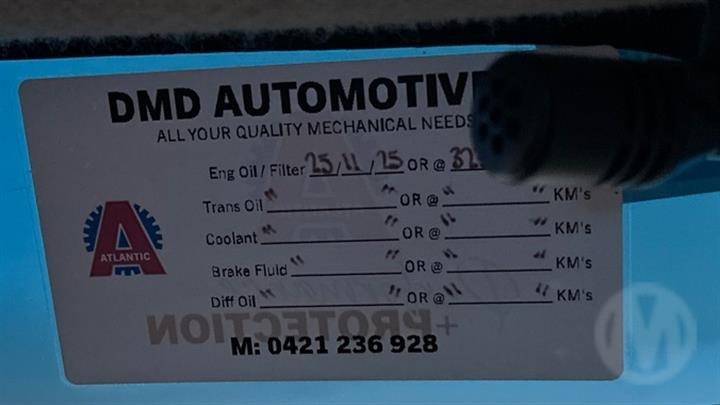 DMD AUTOMOTIV
ALL YOUR QUALITY MECHANICAL NEEDS
Eng Oil / Filter 25/11/25 OR @ 32
Trans Oil " " OR @ " " KM's
Coolant " " OR @ " " KM's
Brake Fluid " " OR @ " " KM's
Diff Oil " " OR @ " " KM's
A
ATLANTIC
+PROTECTION
M: 0421 236 928
M